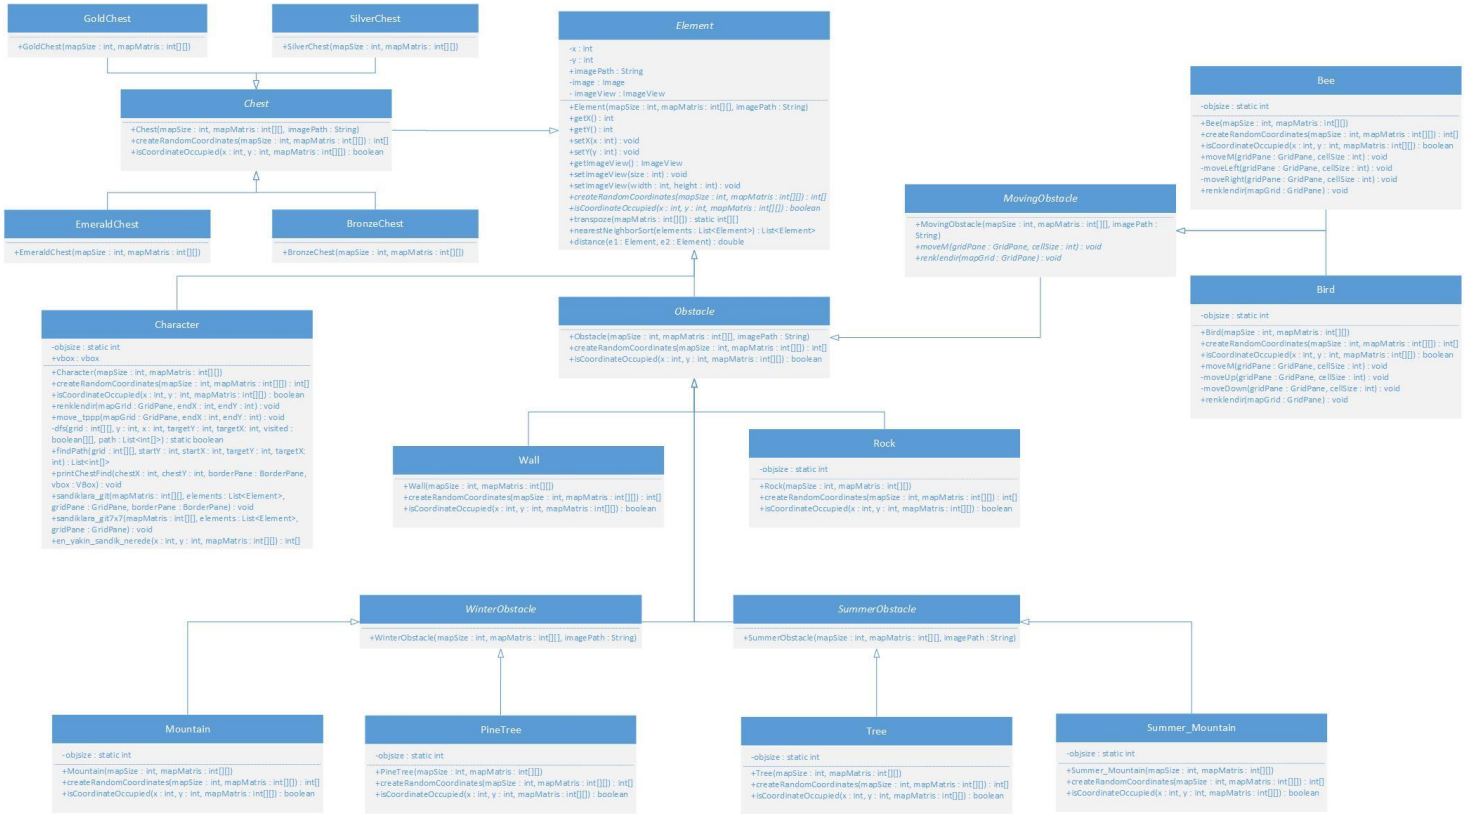 GoldChest
+GoldChest(mapSize : int, mapMatris : int[][])
SilverChest
+SilverChest(mapSize : int, mapMatris : int[][])
Chest
+Chest(mapSize : int, mapMatris : int[][], imagePath : String)
+createRandomCoordinates(mapSize : int, mapMatris : int[][]) : int[]
+isCoordinateOccupied(x : int, y : int, mapMatris : int[][]) : boolean
EmeraldChest
+EmeraldChest(mapSize : int, mapMatris : int[][])
BronzeChest
+BronzeChest(mapSize : int, mapMatris : int[][])
Element
-x : int
-y : int
+imagePath : String
-image : Image
- imageView : ImageView
+Element(mapSize : int, mapMatris : int[][], imagePath : String)
+getX() : int
+getY() : int
+setX(x : int) : void
+setY(y : int) : void
+getImageView() : ImageView
+setImageView(size : int) : void
+setImageView(width : int, height : int) : void
+createRandomCoordinates(mapSize : int, mapMatris : int[][]) : int[]
+isCoordinateOccupied(x : int, y : int, mapMatris : int[][]) : boolean
+transpoze(mapMatris : int[][]) : static int[][]
+nearestNeighborSort(elements : List<Element>) : List<Element>
+distance(e1 : Element, e2 : Element) : double
Bee
-objsize : static int
+Bee(mapSize : int, mapMatris : int[][])
+createRandomCoordinates(mapSize : int, mapMatris : int[][]) : int[]
+isCoordinateOccupied(x : int, y : int, mapMatris : int[][]) : boolean
+moveM(gridPane : GridPane, cellSize : int) : void
-moveLeft(gridPane : GridPane, cellSize : int) : void
-moveRight(gridPane : GridPane, cellSize : int) : void
+renklendir(mapGrid : GridPane) : void
MovingObstacle
+MovingObstacle(mapSize : int, mapMatris : int[][], imagePath :
String)
+moveM(gridPane : GridPane, cellSize : int) : void
+renklendir(mapGrid : GridPane) : void
Bird
-objsize : static int
+Bird(mapSize : int, mapMatris : int[][])
+createRandomCoordinates(mapSize : int, mapMatris : int[][]) : int[]
+isCoordinateOccupied(x : int, y : int, mapMatris : int[][]) : boolean
+moveM(gridPane : GridPane, cellSize : int) : void
-moveUp(gridPane : GridPane, cellSize : int) : void
-moveDown(gridPane : GridPane, cellSize : int) : void
+renklendir(mapGrid : GridPane) : void
Character
-objsize : static int
+vbox : vbox
+Character(mapSize : int, mapMatris : int[][])
+createRandomCoordinates(mapSize : int, mapMatris : int[][]) : int[]
+isCoordinateOccupied(x : int, y : int, mapMatris : int[][]) : boolean
+renklendir(mapGrid : GridPane, endX : int, endY : int) : void
+move_tppp(mapGrid : GridPane, endX : int, endY : int) : void
-dfs(grid : int[][], y : int, x : int, targetY : int, targetX: int, visited :
boolean[][], path : List<int[]>) : static boolean
+findPath(grid : int[][], startY : int, startX : int, targetY : int, targetX:
int) : List<int[]>
+printChestFind(chestX : int, chestY : int, borderPane : BorderPane,
vbox : VBox) : void
+sandiklara_git(mapMatris : int[][], elements : List<Element>,
gridPane : GridPane, borderPane : BorderPane) : void
+sandiklara_git7x7(mapMatris : int[][], elements : List<Element>,
gridPane : GridPane) : void
+en_yakin_sandik_nerede(x : int, y : int, mapMatris : int[][]) : int[]
Obstacle
+Obstacle(mapSize : int, mapMatris : int[][], imagePath : String)
+createRandomCoordinates(mapSize : int, mapMatris : int[][]) : int[]
+isCoordinateOccupied(x : int, y : int, mapMatris : int[][]) : boolean
Wall
+Wall(mapSize : int, mapMatris : int[][])
+createRandomCoordinates(mapSize : int, mapMatris : int[][]) : int[]
+isCoordinateOccupied(x : int, y : int, mapMatris : int[][]) : boolean
Rock
-objsize : static int
+Rock(mapSize : int, mapMatris : int[][])
+createRandomCoordinates(mapSize : int, mapMatris : int[][]) : int[]
+isCoordinateOccupied(x : int, y : int, mapMatris : int[][]) : boolean
WinterObstacle
+WinterObstacle(mapSize : int, mapMatris : int[][], imagePath : String)
SummerObstacle
+SummerObstacle(mapSize : int, mapMatris : int[][], imagePath : String)
Mountain
-objsize : static int
+Mountain(mapSize : int, mapMatris : int[][])
+createRandomCoordinates(mapSize : int, mapMatris : int[][]) : int[]
+isCoordinateOccupied(x : int, y : int, mapMatris : int[][]) : boolean
PineTree
-objsize : static int
+PineTree(mapSize : int, mapMatris : int[][])
+createRandomCoordinates(mapSize : int, mapMatris : int[][]) : int[]
+isCoordinateOccupied(x : int, y : int, mapMatris : int[][]) : boolean
Tree
-objsize : static int
+Tree(mapSize : int, mapMatris : int[][])
+createRandomCoordinates(mapSize : int, mapMatris : int[][]) : int[]
+isCoordinateOccupied(x : int, y : int, mapMatris : int[][]) : boolean
Summer_Mountain
-objsize : static int
+Summer_Mountain(mapSize : int, mapMatris : int[][])
+createRandomCoordinates(mapSize : int, mapMatris : int[][]) : int[]
+isCoordinateOccupied(x : int, y : int, mapMatris : int[][]) : boolean